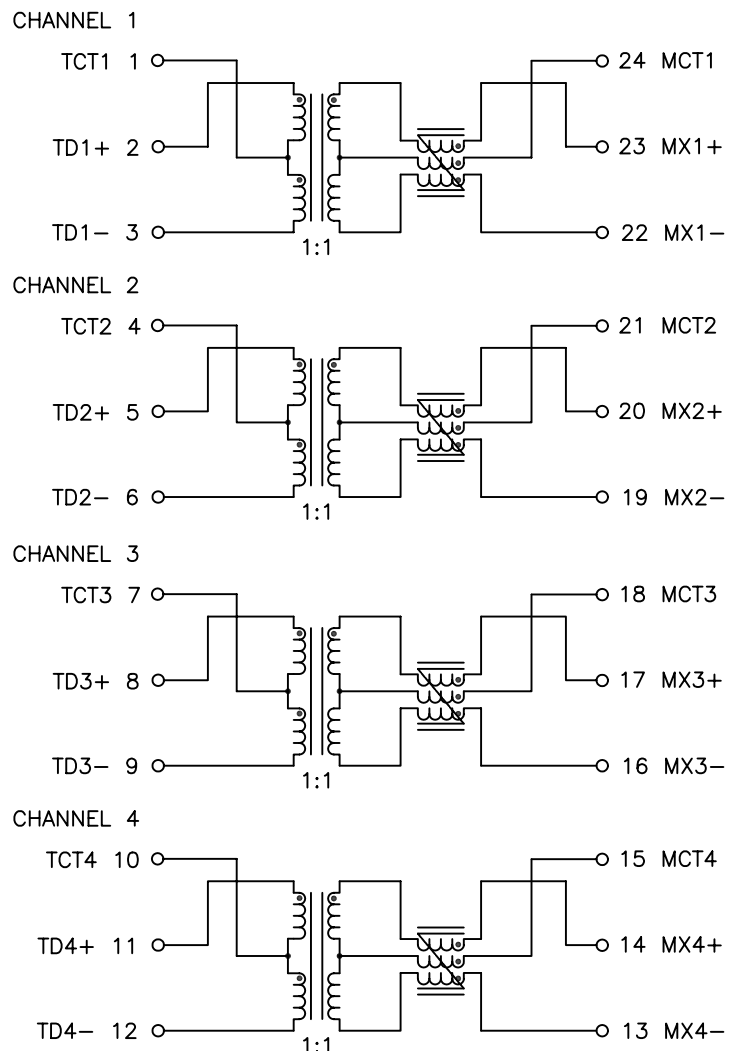 CHANNEL 1
TCT1 1 24 MCT1
TD1+ 2 23 MX1+
TD1− 3 22 MX1−
1:1
CHANNEL 2
TCT2 4 21 MCT2
TD2+ 5 20 MX2+
TD2− 6 19 MX2−
1:1
CHANNEL 3
TCT3 7 18 MCT3
TD3+ 8 17 MX3+
TD3− 9 16 MX3−
1:1
CHANNEL 4
TCT4 10 15 MCT4
TD4+ 11 14 MX4+
TD4− 12 13 MX4−
1:1